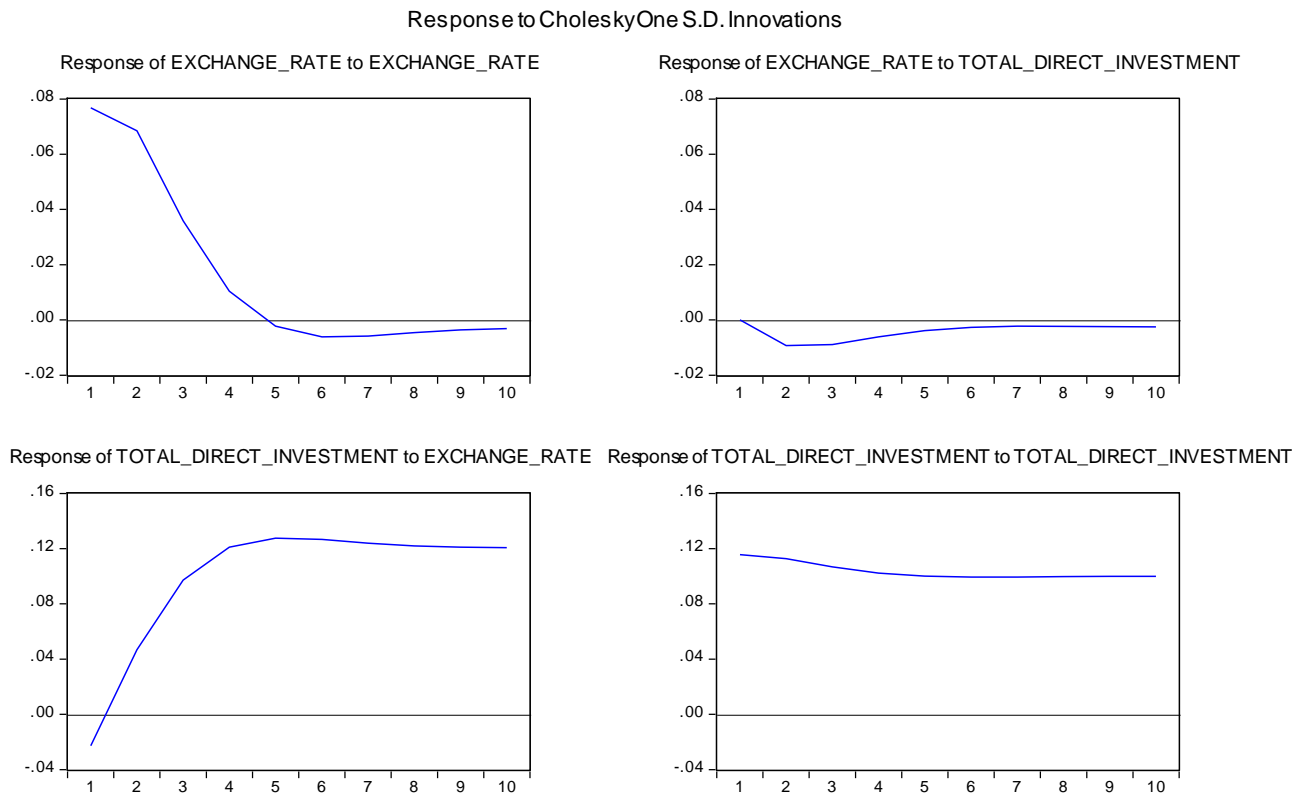 Response to Cholesky One S.D. Innovations
Response of EXCHANGE_RATE to EXCHANGE_RATE
.08
.06
.04
.02
.00
-.02
1 2 3 4 5 6 7 8 9 10
Response of EXCHANGE_RATE to TOTAL_DIRECT_INVESTMENT
.08
.06
.04
.02
.00
-.02
1 2 3 4 5 6 7 8 9 10
Response of TOTAL_DIRECT_INVESTMENT to EXCHANGE_RATE
.16
.12
.08
.04
.00
-.04
1 2 3 4 5 6 7 8 9 10
Response of TOTAL_DIRECT_INVESTMENT to TOTAL_DIRECT_INVESTMENT
.16
.12
.08
.04
.00
-.04
1 2 3 4 5 6 7 8 9 10